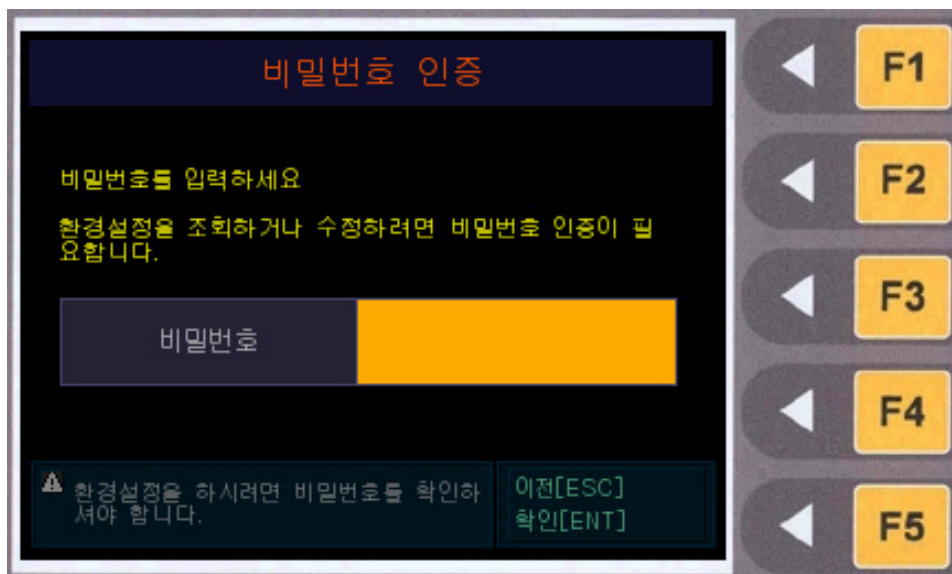 비밀번호 인증
비밀번호를 입력하세요
환경설정을 조회하거나 수정하려면 비밀번호 인증이 필
요합니다.
비밀번호
환경설정을 하시려면 비밀번호를 확인하
셔야 합니다.
이전[ESC]
확인[ENT]
F1
F2
F3
F4
F5